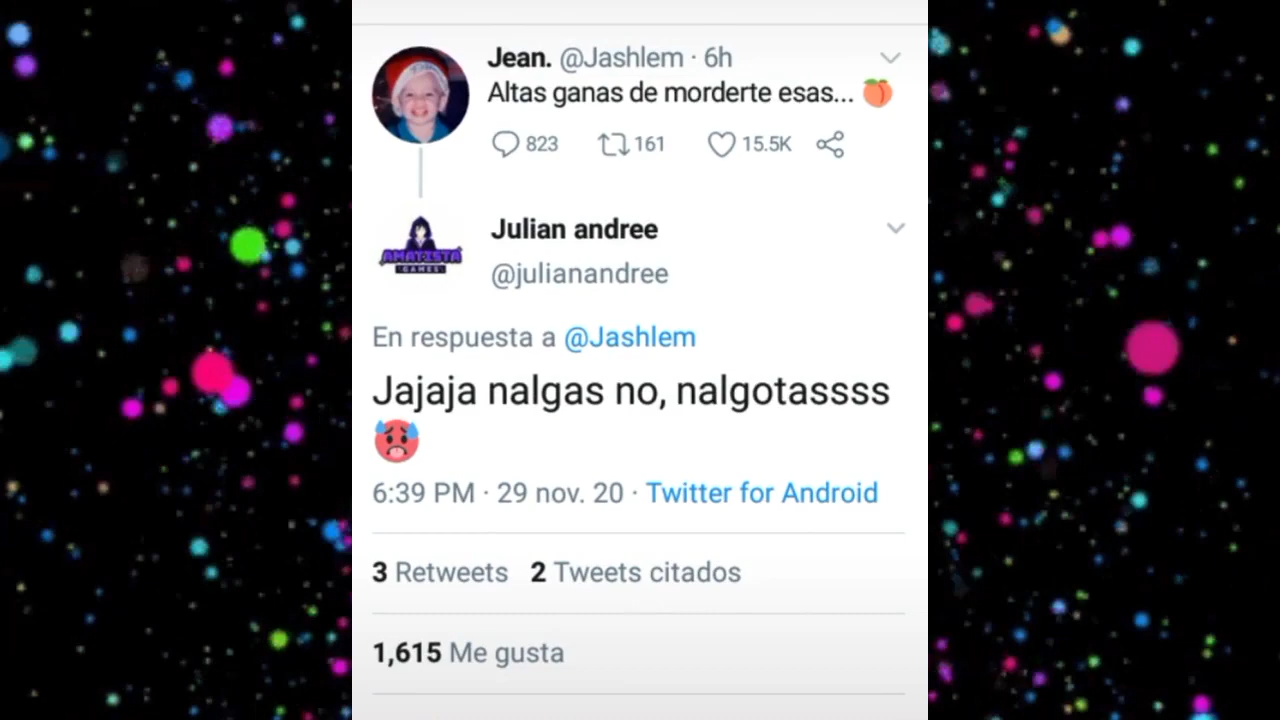 Jean. @Jashlem · 6h
Altas ganas de morderte esas... 🍑
823 161 15.5K
AMATISTA
GAMES
Julian andree
@julianandree
En respuesta a @Jashlem
Jajaja nalgas no, nalgotassss
🥵
6:39 PM · 29 nov. 20 · Twitter for Android
3 Retweets 2 Tweets citados
1,615 Me gusta